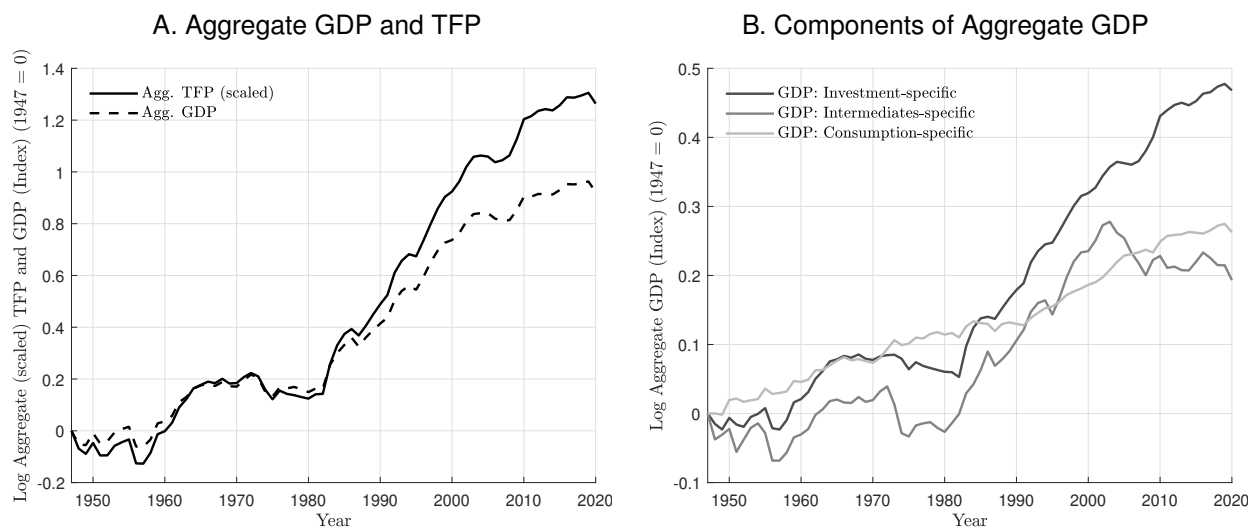 A. Aggregate GDP and TFP
Log Aggregate (scaled) TFP and GDP (Index) (1947 = 0)
1.4
1.2
1
0.8
0.6
0.4
0.2
0
-0.2
Agg. TFP (scaled)
Agg. GDP
1950 1960 1970 1980 1990 2000 2010 2020
Year
B. Components of Aggregate GDP
Log Aggregate GDP (Index) (1947 = 0)
0.5
0.4
0.3
0.2
0.1
0
-0.1
GDP: Investment-specific
GDP: Intermediates-specific
GDP: Consumption-specific
1950 1960 1970 1980 1990 2000 2010 2020
Year